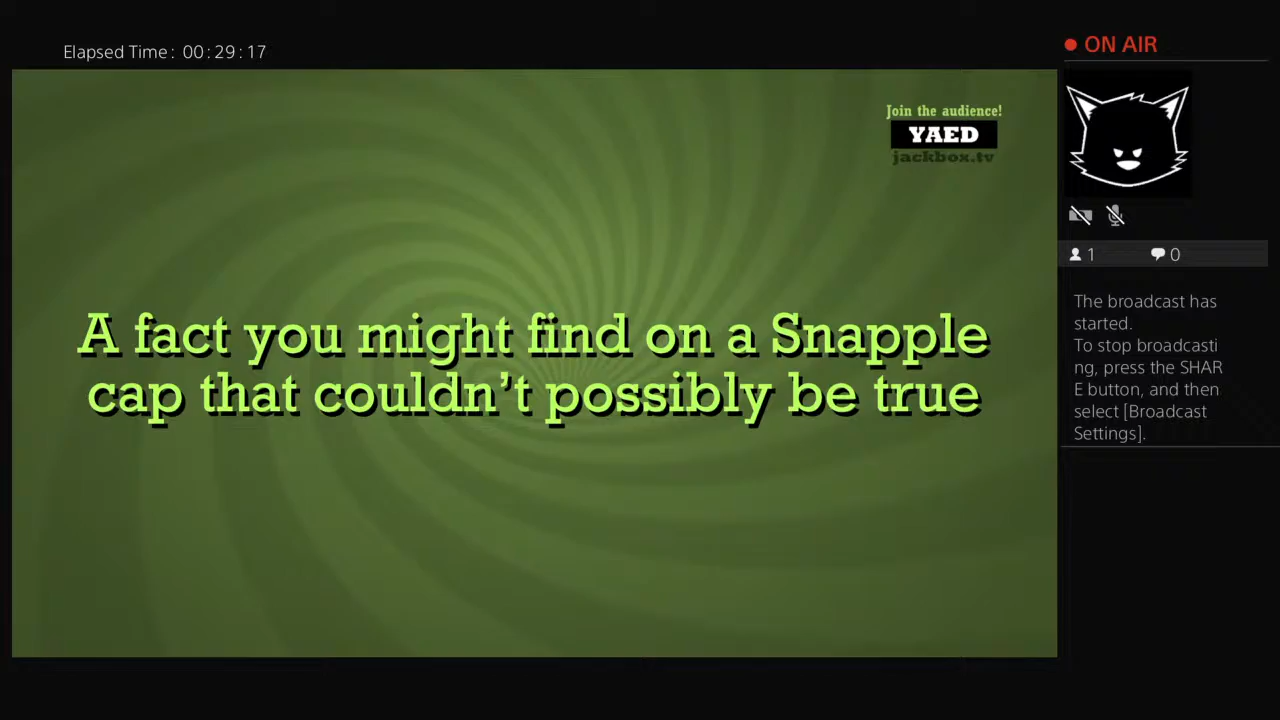 Elapsed Time: 00:29:17
ON AIR
Join the audience!
YAED
jackbox.tv
1
0
A fact you might find on a Snapple
cap that couldn't possibly be true
The broadcast has
started.
To stop broadcasti
ng, press the SHAR
E button, and then
select [Broadcast
Settings].